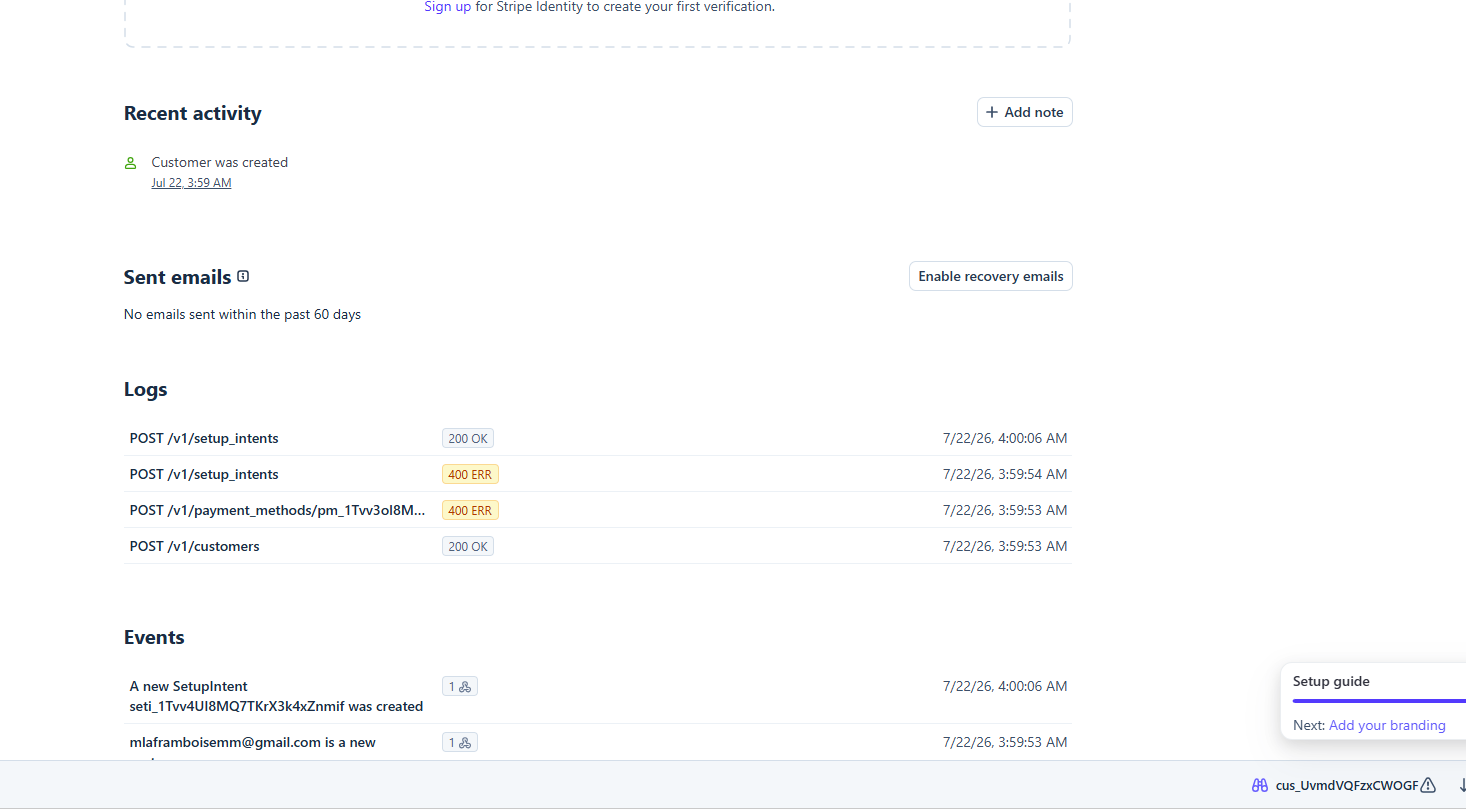 Sign up for Stripe Identity to create your first verification.
Recent activity
Add note
Customer was created
Jul 22, 3:59 AM
Sent emails
Enable recovery emails
No emails sent within the past 60 days
Logs
POST /v1/setup_intents 200 OK 7/22/26, 4:00:06 AM
POST /v1/setup_intents 400 ERR 7/22/26, 3:59:54 AM
POST /v1/payment_methods/pm_1Tvv3oI8M... 400 ERR 7/22/26, 3:59:53 AM
POST /v1/customers 200 OK 7/22/26, 3:59:53 AM
Events
A new SetupIntent 1 7/22/26, 4:00:06 AM
seti_1Tvv4UI8MQ7TKrX3k4xZnmif was created
mlaframboisemm@gmail.com is a new 1 7/22/26, 3:59:53 AM
Setup guide
Next: Add your branding
cus_UvmdVQFzxCWOGF